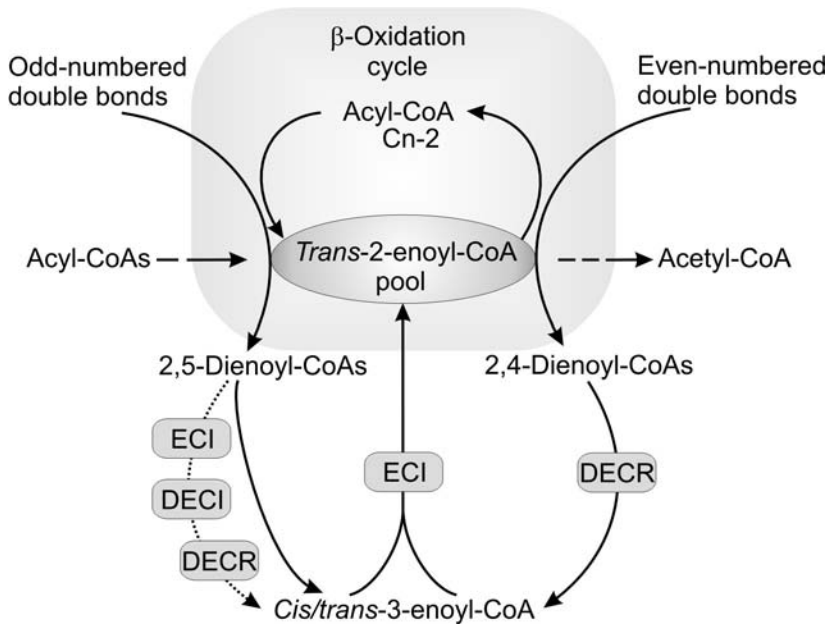 β-Oxidation
cycle
Odd-numbered
double bonds
Even-numbered
double bonds
Acyl-CoA
Cn-2
Acyl-CoAs
Trans-2-enoyl-CoA
pool
Acetyl-CoA
2,5-Dienoyl-CoAs
2,4-Dienoyl-CoAs
ECI
DECI
DECR
ECI
DECR
Cis/trans-3-enoyl-CoA